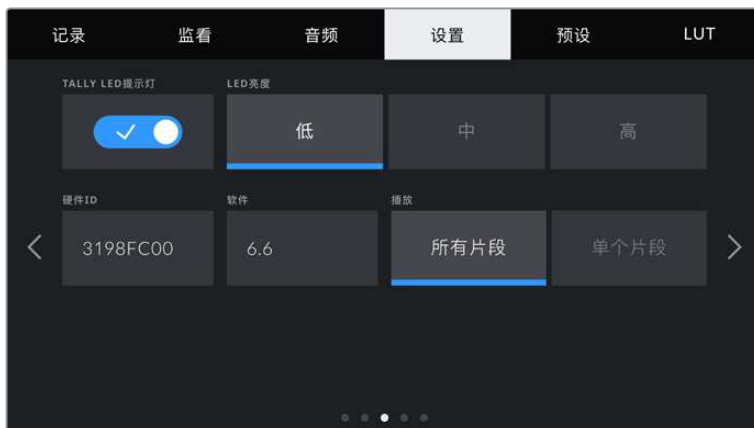 记录 监看 音频 设置 预设 LUT
TALLY LED提示灯 LED亮度
低 中 高
硬件ID 软件 播放
3198FC00 6.6 所有片段 单个片段